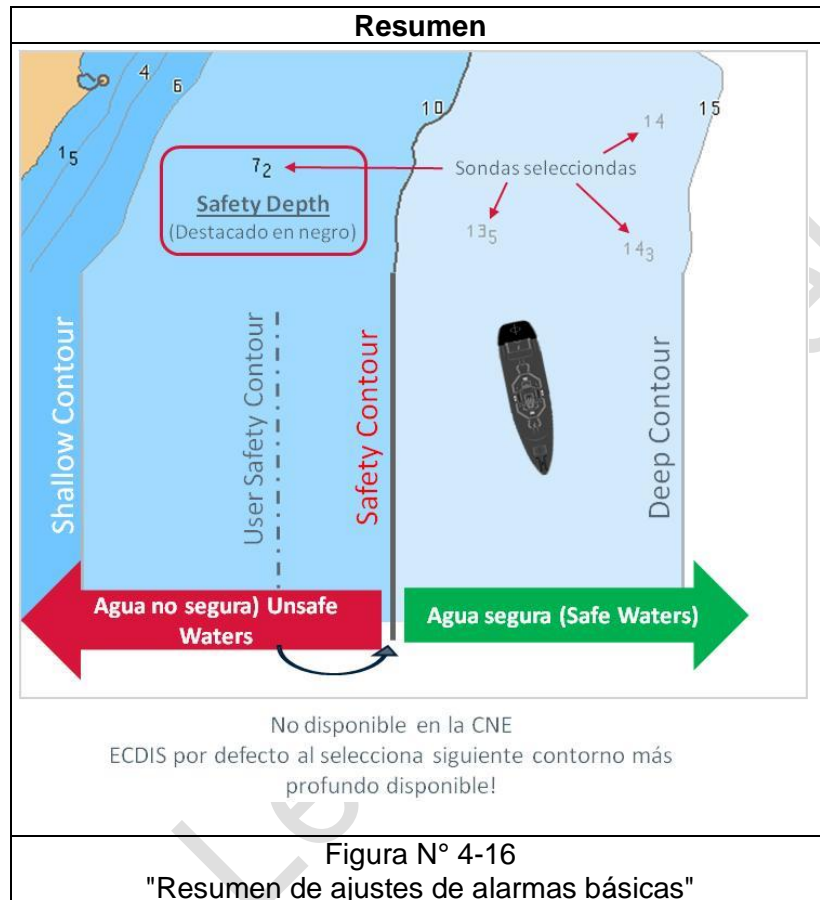 Resumen
4
6
10
15
14
15
72
Sondas selecciondas
Safety Depth
(Destacado en negro)
135
143
Shallow Contour
User Safety Contour
Safety Contour
Deep Contour
Agua no segura) Unsafe
Waters
Agua segura (Safe Waters)
No disponible en la CNE
ECDIS por defecto al selecciona siguiente contorno más
profundo disponible!
Figura N° 4-16
"Resumen de ajustes de alarmas básicas"